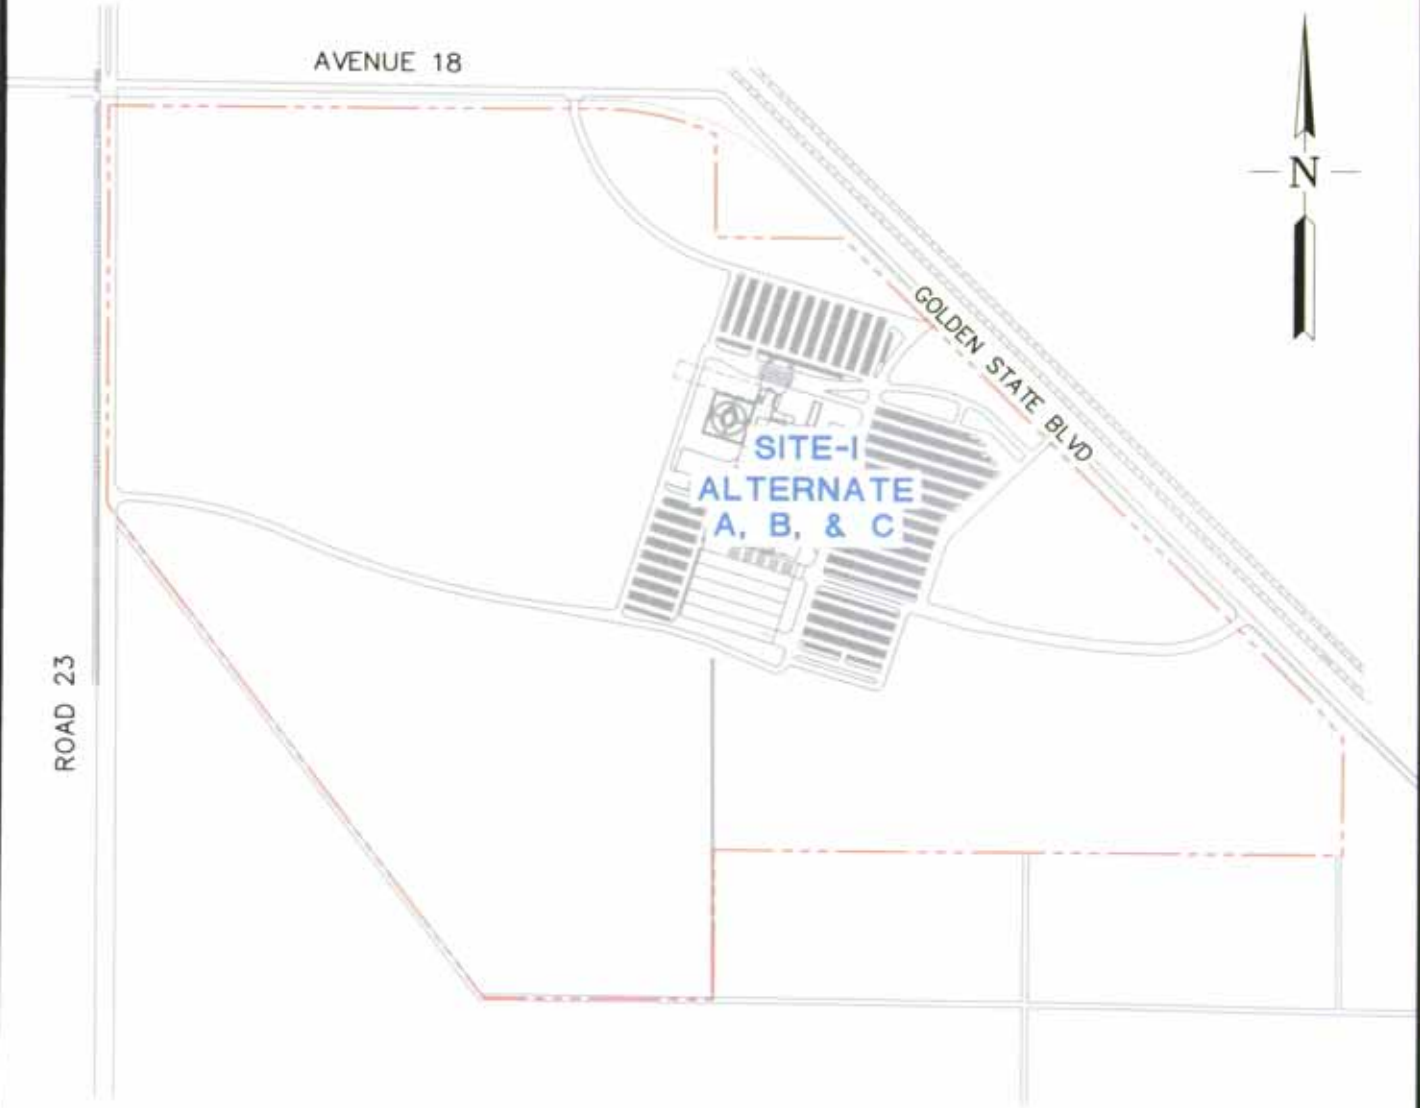 AVENUE 18
N
GOLDEN STATE BLVD
SITE-I
ALTERNATE
A, B, & C
ROAD 23